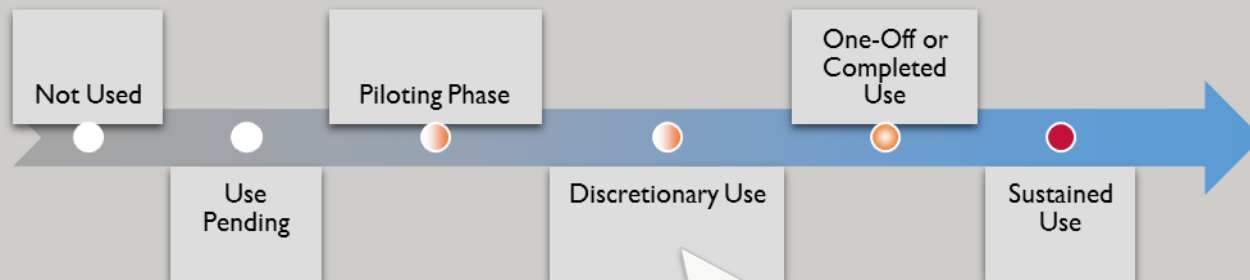 Not Used
Use
Pending
Piloting Phase
Discretionary Use
One-Off or
Completed
Use
Sustained
Use